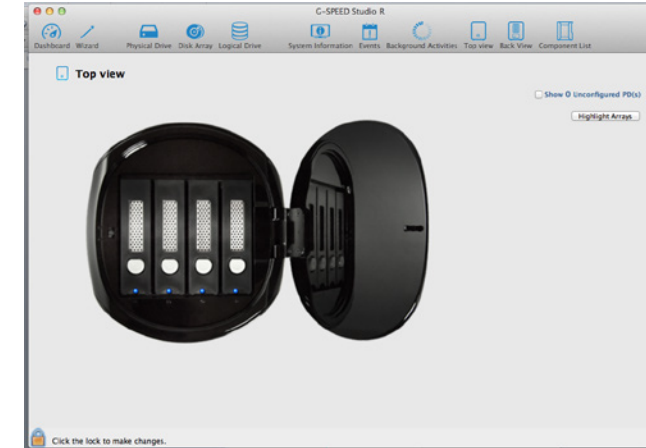 G-SPEED Studio R
Dashboard Wizard Physical Drive Disk Array Logical Drive System Information Events Background Activities Top view Back View Component List
Top view
Show 0 Unconfigured PD(s)
Highlight Arrays
Click the lock to make changes.